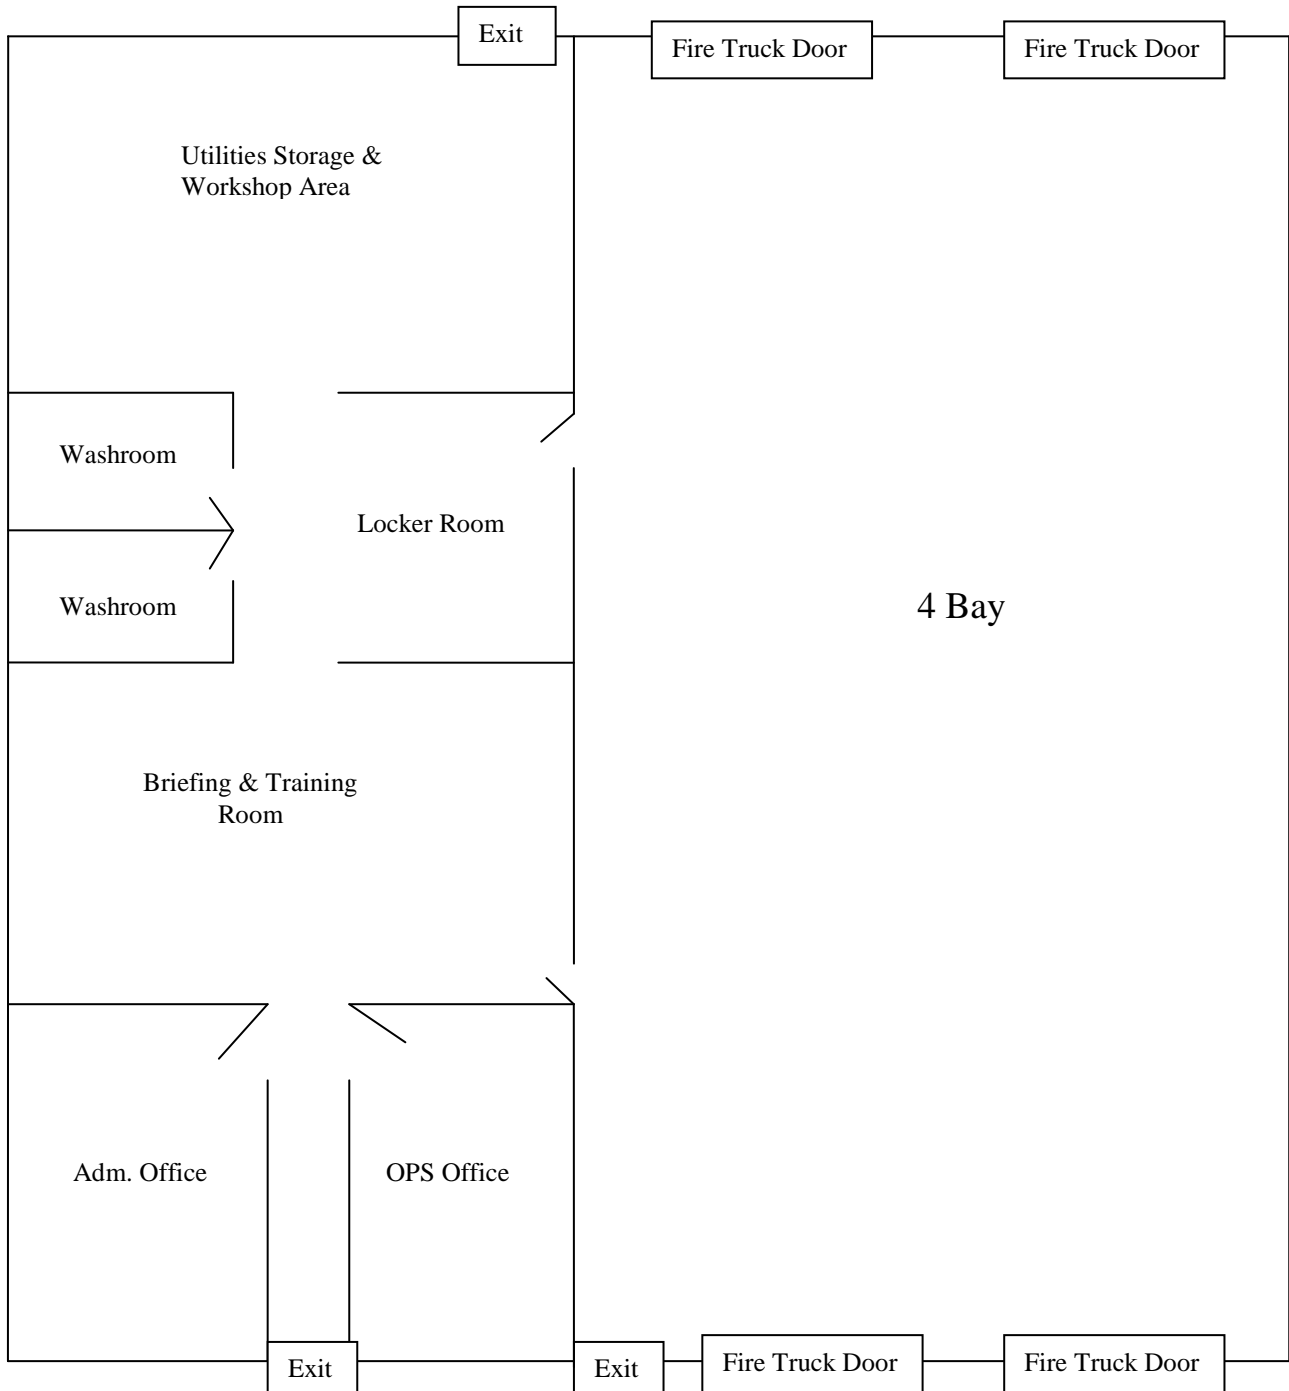 Exit
Fire Truck Door
Fire Truck Door
Utilities Storage &
Workshop Area
Washroom
Locker Room
Washroom
4 Bay
Briefing & Training
Room
Adm. Office
OPS Office
Exit
Exit
Fire Truck Door
Fire Truck Door